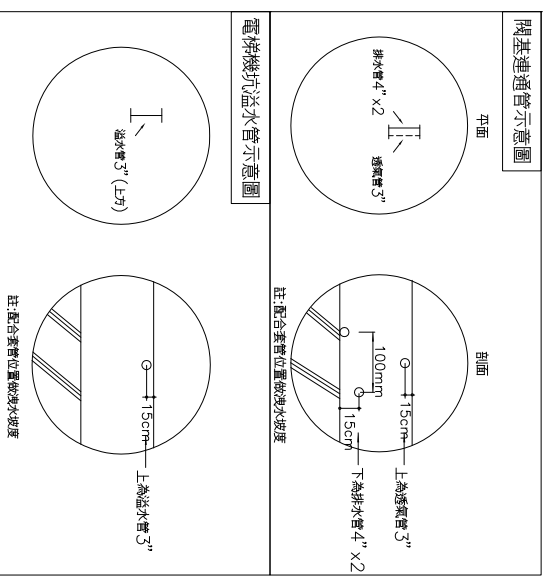 閥基連通管示意圖
平面
排水管4" x2
透氣管3"
剖面
100mm
15cm
15cm
上為透氣管3"
下為排水管4" x2
註:配合套管位置做洩水坡度
電梯機坑溢水管示意圖
溢水管3" (上方)
15cm
上為溢水管3"
註:配合套管位置做洩水坡度